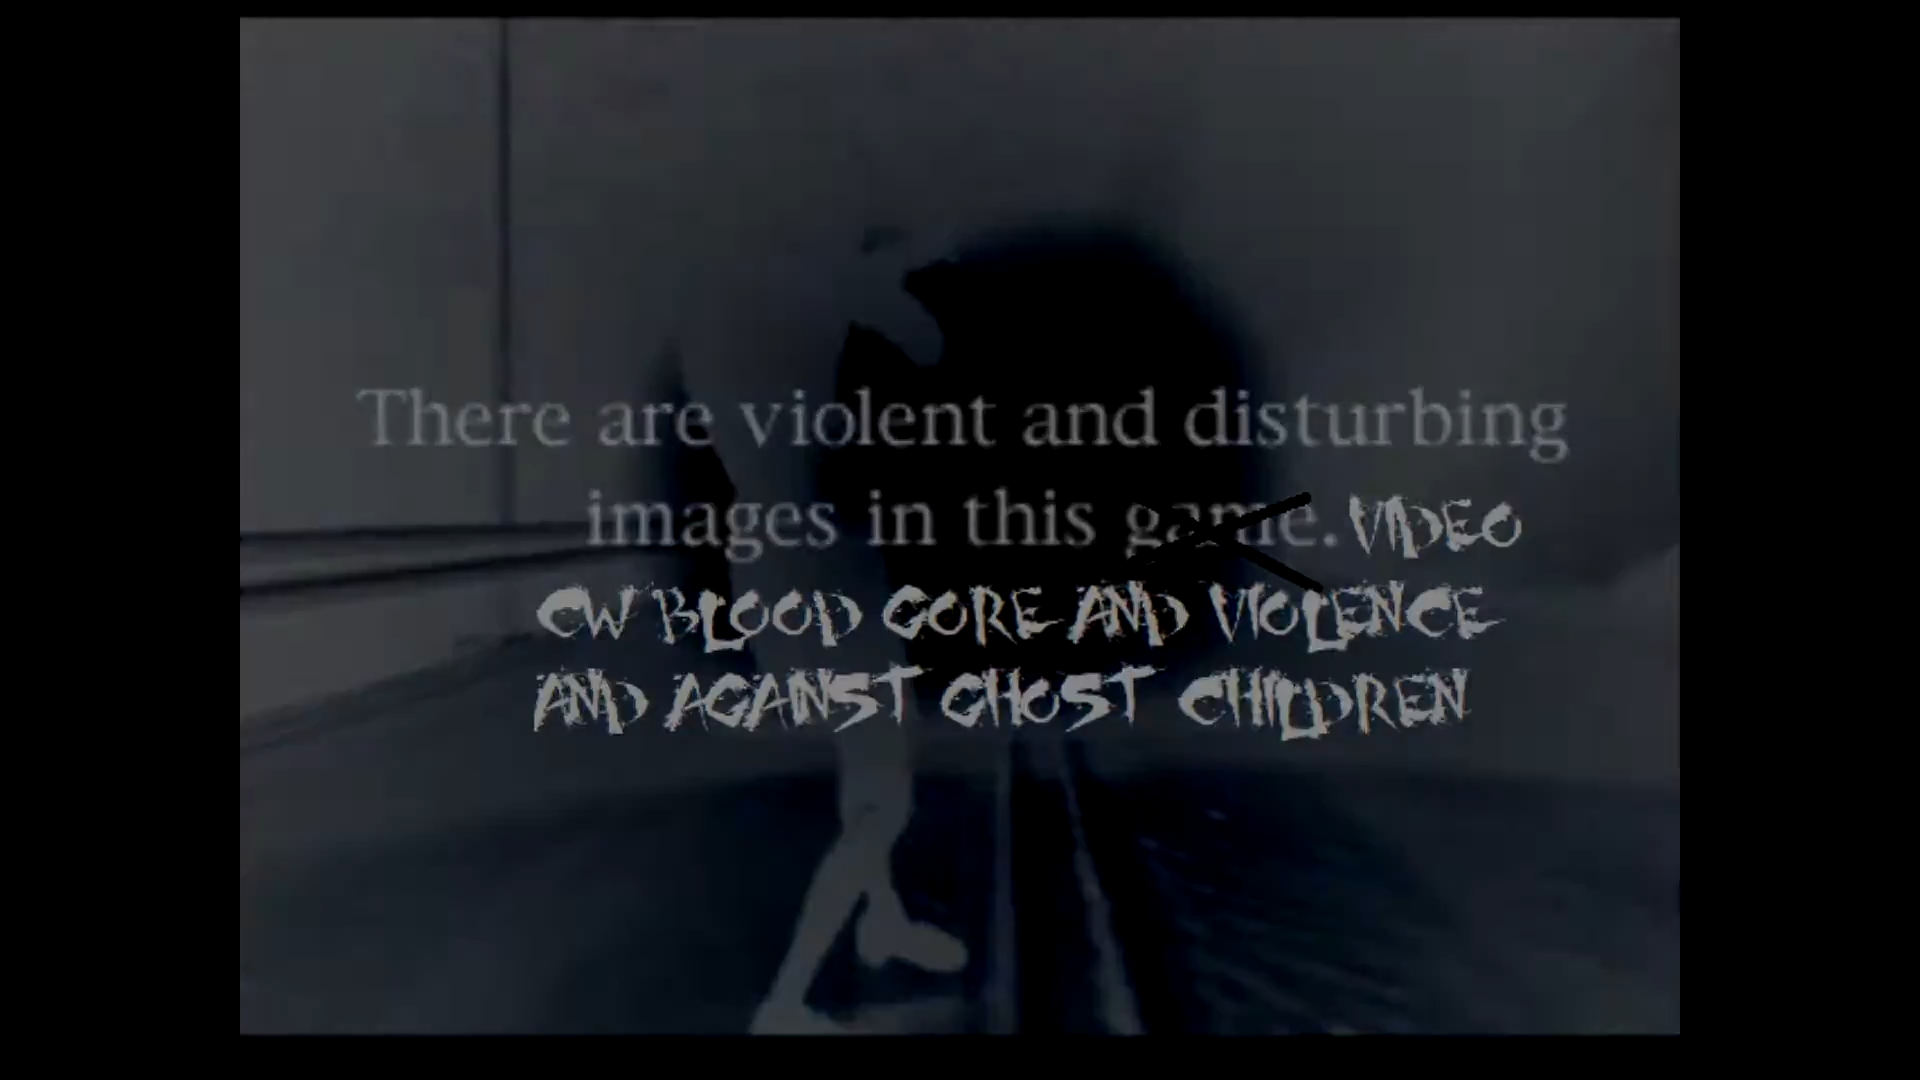 There are violent and disturbing
images in this game. VIDEO
CW BLOOD GORE AND VIOLENCE
AND AGAINST GHOST CHILDREN